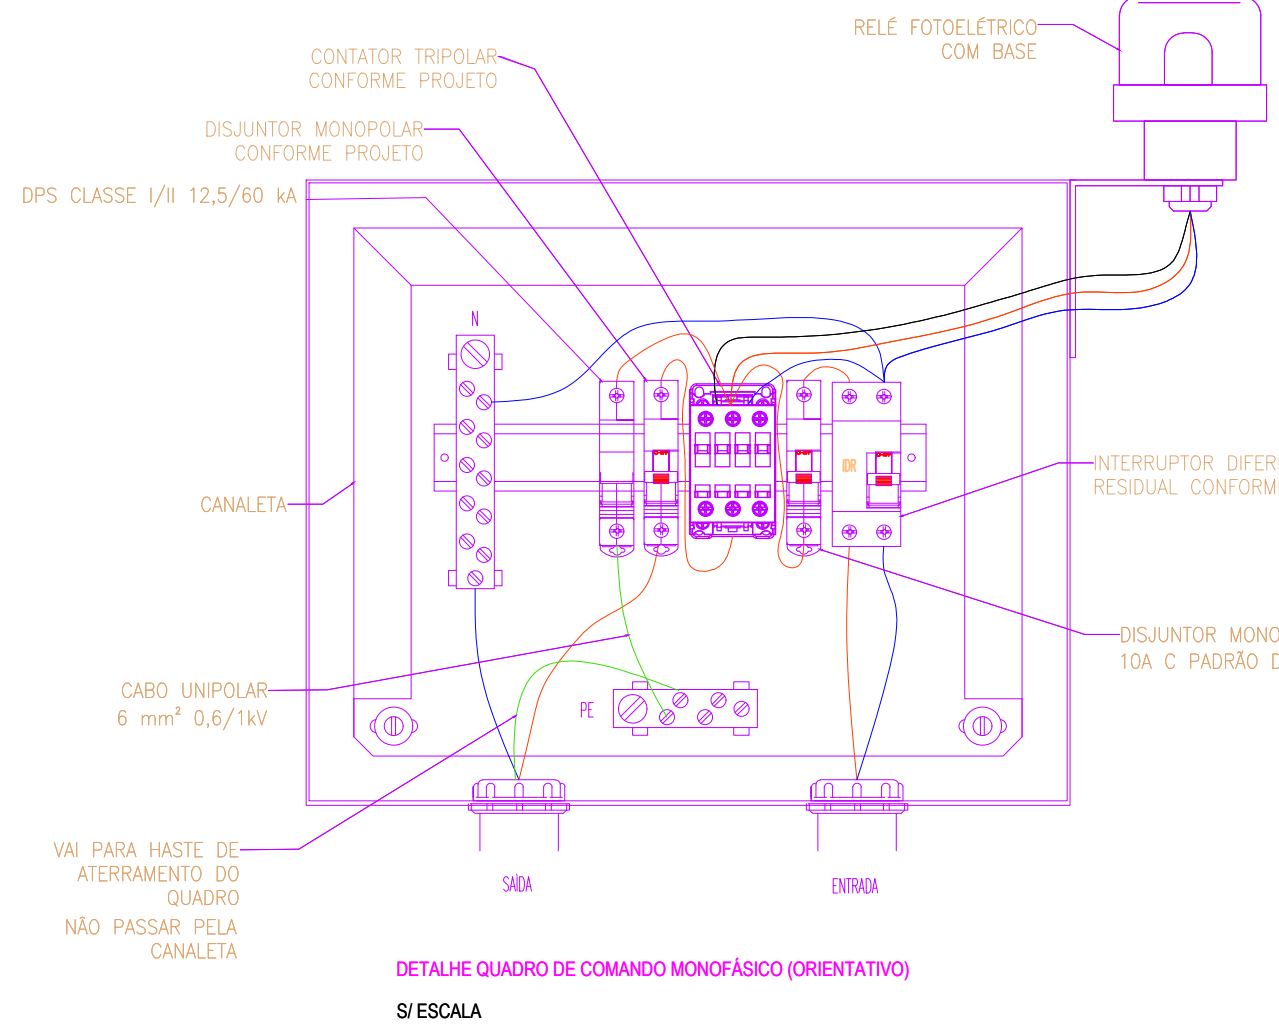 RELÉ FOTOELÉTRICO
COM BASE
CONTATOR TRIPOLAR
CONFORME PROJETO
DISJUNTOR MONOPOLAR
CONFORME PROJETO
DPS CLASSE I/II 12,5/60 kA
N
IDR
INTERRUPTOR DIFER
RESIDUAL CONFORM
CANALETA
DISJUNTOR MONO
10A C PADRÃO D
CABO UNIPOLAR
6 mm² 0,6/1kV
PE
VAI PARA HASTE DE
ATERRAMENTO DO
QUADRO
NÃO PASSAR PELA
CANALETA
SAÍDA
ENTRADA
DETALHE QUADRO DE COMANDO MONOFÁSICO (ORIENTATIVO)
S/ ESCALA